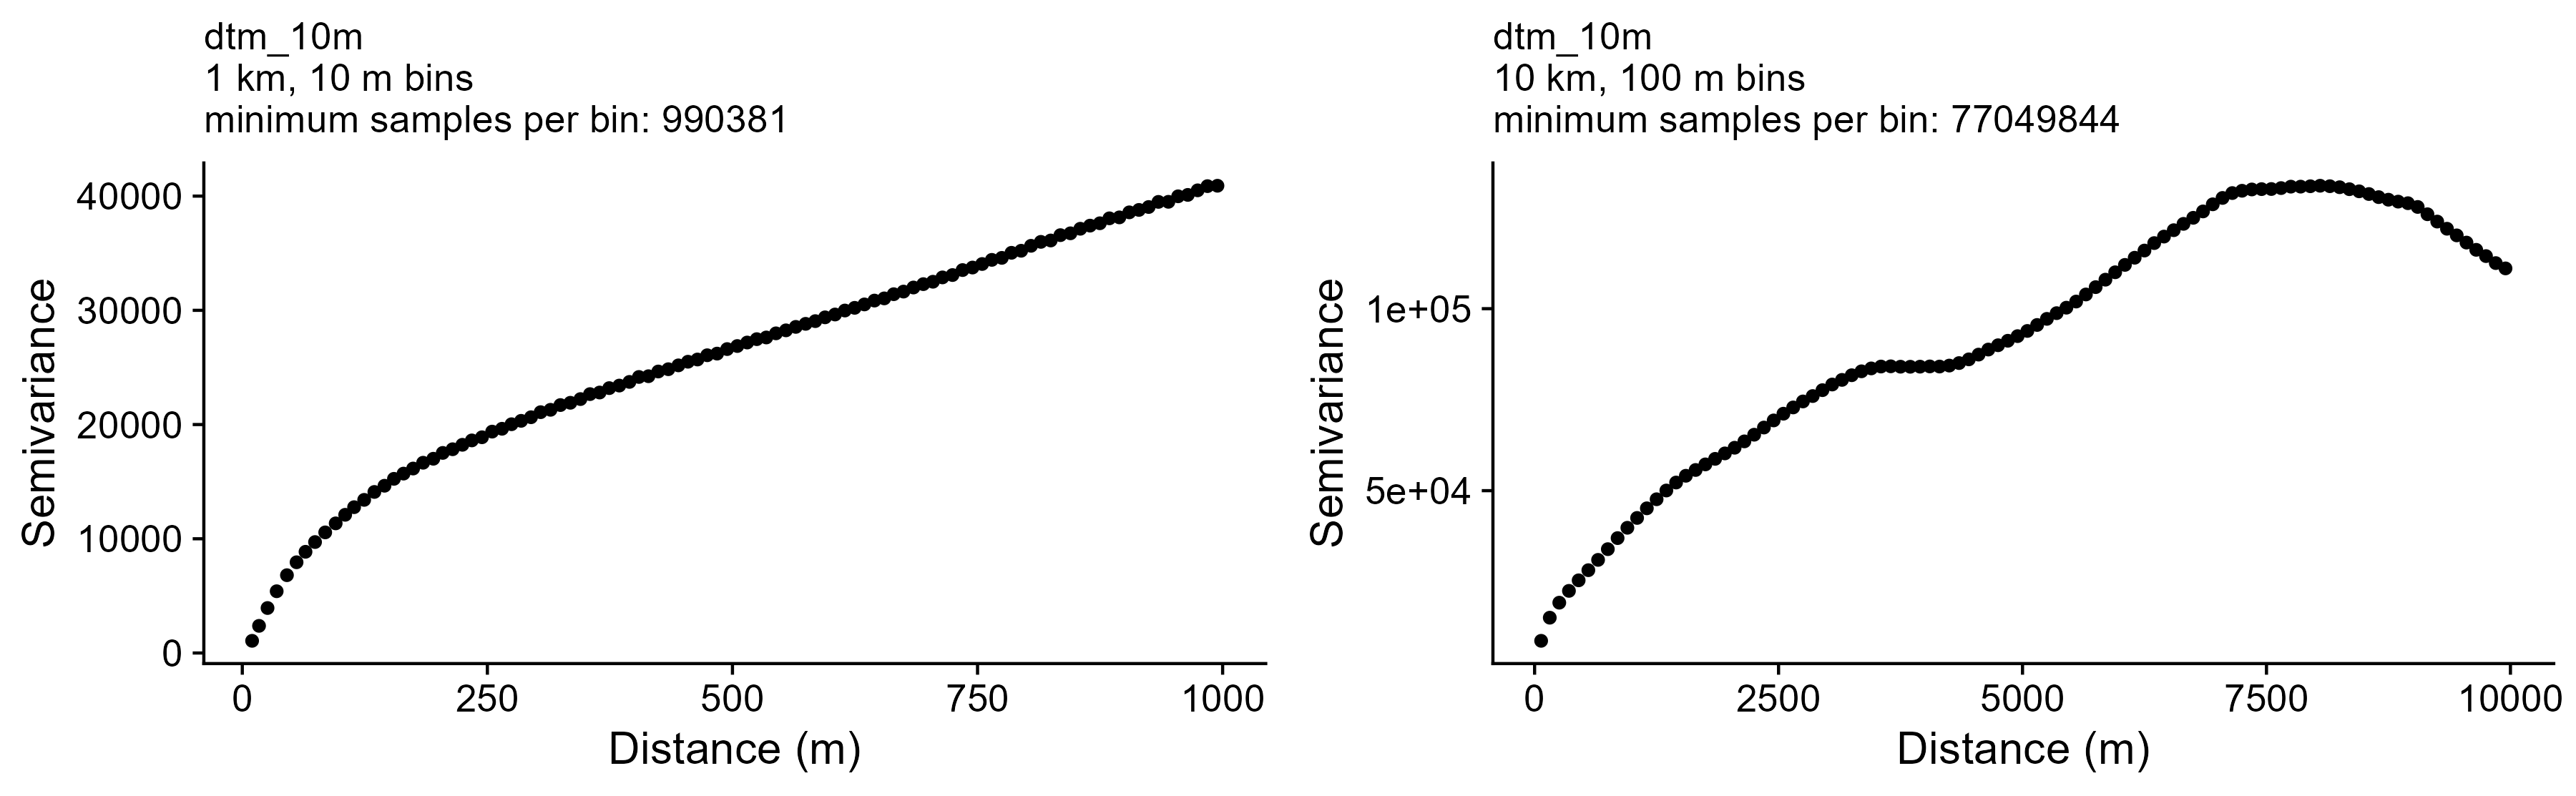 dtm_10m
1 km, 10 m bins
minimum samples per bin: 990381
Semivariance
40000
30000
20000
10000
0
0 250 500 750 1000
Distance (m)
dtm_10m
10 km, 100 m bins
minimum samples per bin: 77049844
Semivariance
1e+05
5e+04
0 2500 5000 7500 10000
Distance (m)